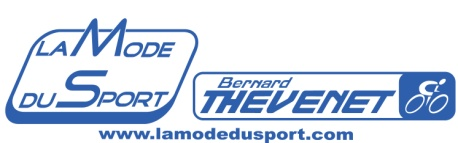 LA MODE
DU SPORT
Bernard
THEVENET
www.lamodedusport.com